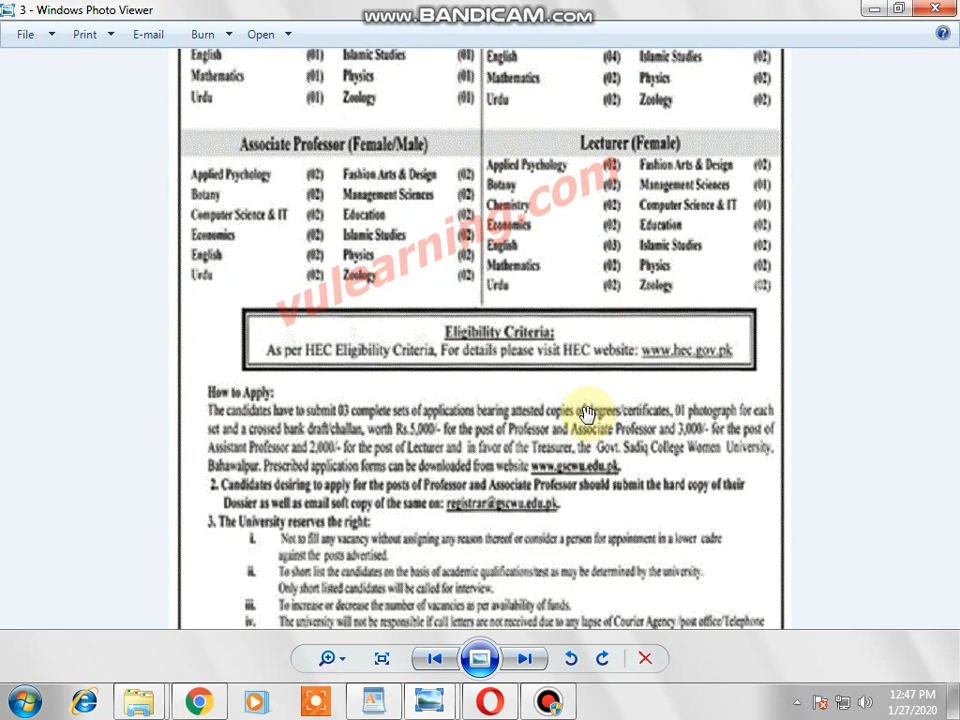 3 - Windows Photo Viewer
www.BANDICAM.com
File Print E-mail Burn Open
English (01) Islamic Studies (01)
Mathematics (01) Physics (01)
Urdu (01) Zoology (01)
English (04) Islamic Studies (02)
Mathematics (02) Physics (02)
Urdu (02) Zoology (02)
Associate Professor (Female/Male)
Applied Psychology (02) Fashion Arts & Design (02)
Botany (02) Management Sciences (02)
Computer Science & IT (02) Education (02)
Economics (02) Islamic Studies (02)
English (02) Physics (02)
Urdu (02) Zoology (02)
Lecturer (Female)
Applied Psychology (02) Fashion Arts & Design (02)
Botany (02) Management Sciences (01)
Chemistry (02) Computer Science & IT (01)
Economics (02) Education (02)
English (03) Islamic Studies (02)
Mathematics (02) Physics (02)
Urdu (02) Zoology (02)
vulearning.com
Eligibility Criteria:
As per HEC Eligibility Criteria, For details please visit HEC website: www.hec.gov.pk
How to Apply:
The candidates have to submit 03 complete sets of applications bearing attested copies of degrees/certificates, 01 photograph for each
set and a crossed bank draft/challan, worth Rs.5,000/- for the post of Professor and Associate Professor and 3,000/- for the post of
Assistant Professor and 2,000/- for the post of Lecturer and in favor of the Treasurer, the Govt. Sadiq College Women University,
Bahawalpur. Prescribed application forms can be downloaded from website www.gscwu.edu.pk.
2. Candidates desiring to apply for the posts of Professor and Associate Professor should submit the hard copy of their
Dossier as well as email soft copy of the same on: registrar@gscwu.edu.pk.
3. The University reserves the right:
i. Not to fill any vacancy without assigning any reason thereof or consider a person for appointment in a lower cadre
against the posts advertised.
ii. To short list the candidates on the basis of academic qualifications/test as may be determined by the university.
Only short listed candidates will be called for interview.
iii. To increase or decrease the number of vacancies as per availability of funds.
iv. The university will not be responsible if call letters are not received due to any lapse of Courier Agency /post office/Telephone
12:47 PM
1/27/2020